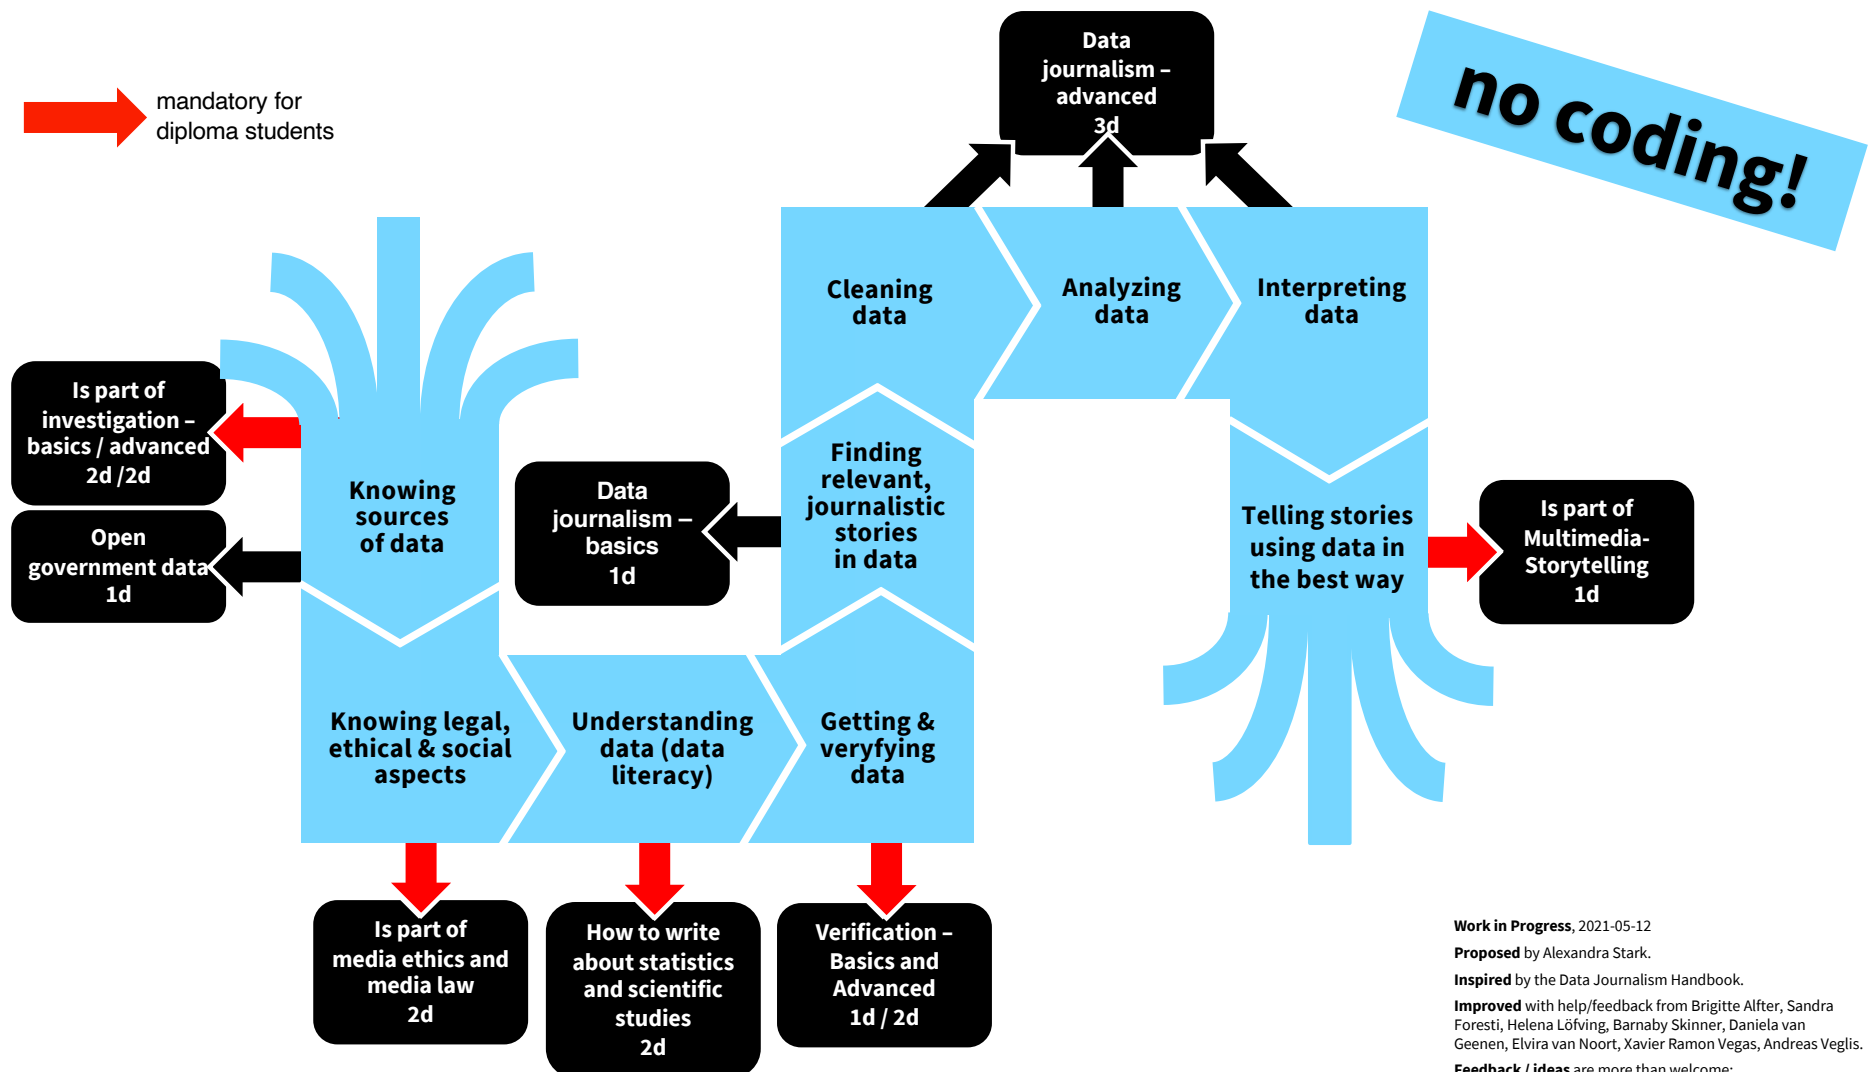 mandatory for
diploma students
Data
journalism –
advanced
3d
no coding!
Cleaning
data
Analyzing
data
Interpreting
data
Is part of
investigation –
basics / advanced
2d /2d
Open
government data
1d
Knowing
sources
of data
Data
journalism –
basics
1d
Finding
relevant,
journalistic
stories
in data
Telling stories
using data in
the best way
Is part of
Multimedia-
Storytelling
1d
Knowing legal,
ethical & social
aspects
Understanding
data (data
literacy)
Getting &
veryfying
data
Is part of
media ethics and
media law
2d
How to write
about statistics
and scientific
studies
2d
Verification –
Basics and
Advanced
1d / 2d
Work in Progress, 2021-05-12
Proposed by Alexandra Stark.
Inspired by the Data Journalism Handbook.
Improved with help/feedback from Brigitte Alfter, Sandra
Foresti, Helena Löfving, Barnaby Skinner, Daniela van
Geenen, Elvira van Noort, Xavier Ramon Vegas, Andreas Veglis.
Feedback / ideas are more than welcome: